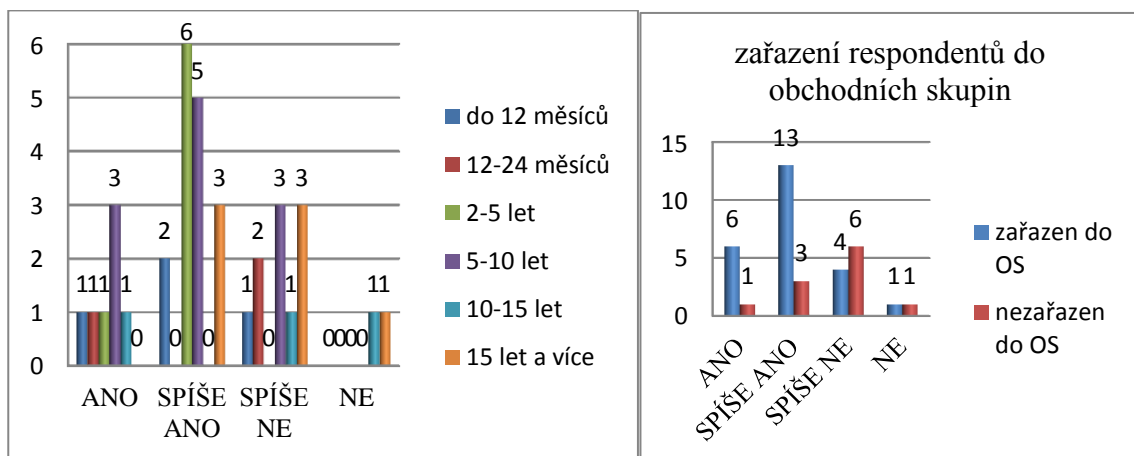 6
5
4
3
2
1
0
1 1 1 3 1 0
2 0 6 5 0 3
1 2 0 3 1 3
0 0 0 0 1 1
ANO
SPÍŠE
ANO
SPÍŠE
NE
NE
do 12 měsíců
12-24 měsíců
2-5 let
5-10 let
10-15 let
15 let a více
zařazení respondentů do
obchodních skupin
15
10
5
0
6 1
13 3
4 6
1 1
ANO
SPÍŠE ANO
SPÍŠE NE
NE
zařazen do
OS
nezařazen
do OS